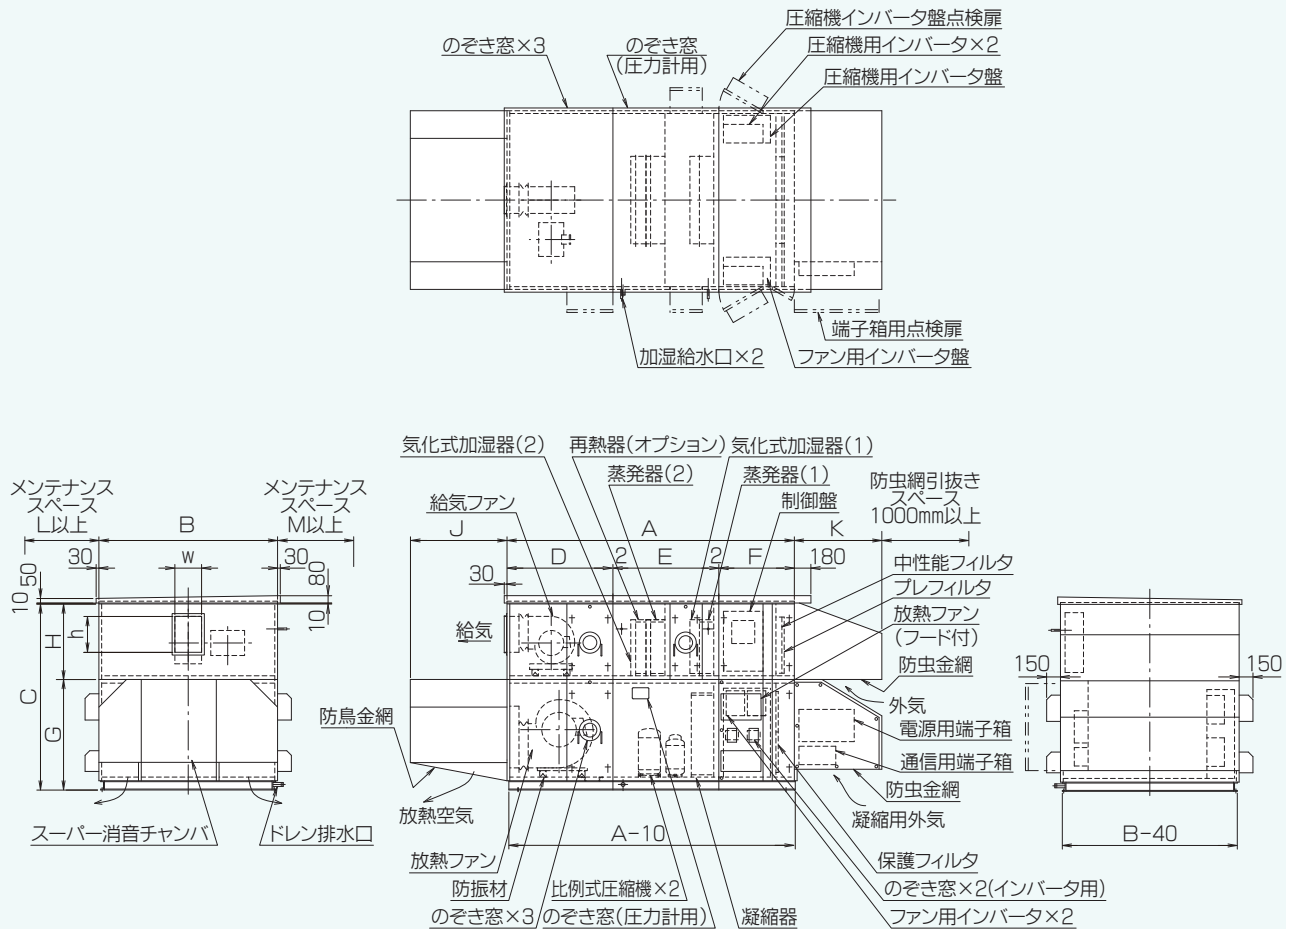 圧縮機インバータ盤点検扉
のぞき窓×3
のぞき窓
(圧力計用)
圧縮機用インバータ×2
圧縮機用インバータ盤
端子箱用点検扉
加湿給水口×2
ファン用インバータ盤
気化式加湿器(2)
再熱器(オプション)
気化式加湿器(1)
蒸発器(2)
蒸発器(1)
給気ファン
制御盤
防虫網引抜き
スペース
1000mm以上
メンテナンス
スペース
L以上
B
メンテナンス
スペース
M以上
J
A
K
30
W
30
D
2
E
2
F
180
30
50
10
80
10
中性能フィルタ
プレフィルタ
放熱ファン
(フード付)
防虫金網
給気
H
h
C
G
外気
電源用端子箱
通信用端子箱
防虫金網
凝縮用外気
150
150
防鳥金網
放熱空気
スーパー消音チャンバ
ドレン排水口
A-10
B-40
放熱ファン
防振材
のぞき窓×3
比例式圧縮機×2
のぞき窓(圧力計用)
凝縮器
保護フィルタ
のぞき窓×2(インバータ用)
ファン用インバータ×2